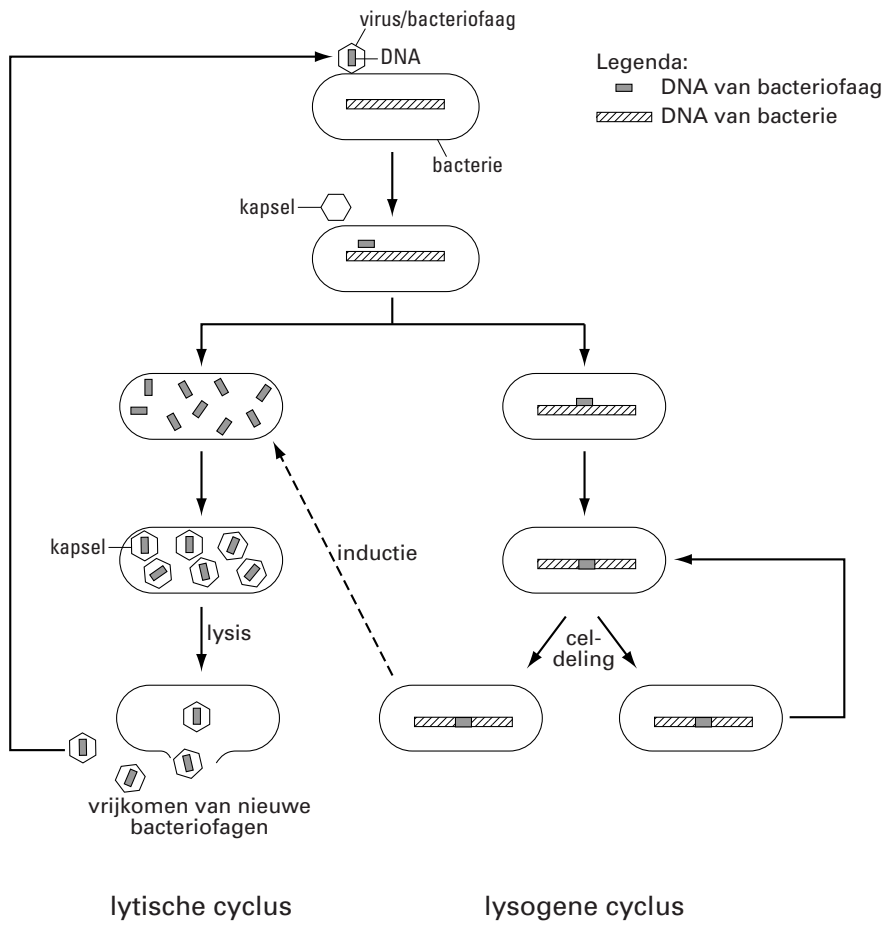 virus/bacteriofaag
DNA
Legenda:
DNA van bacteriofaag
DNA van bacterie
bacterie
kapsel
kapsel
inductie
lysis
cel-
deling
vrijkomen van nieuwe
bacteriofagen
lytische cyclus
lysogene cyclus